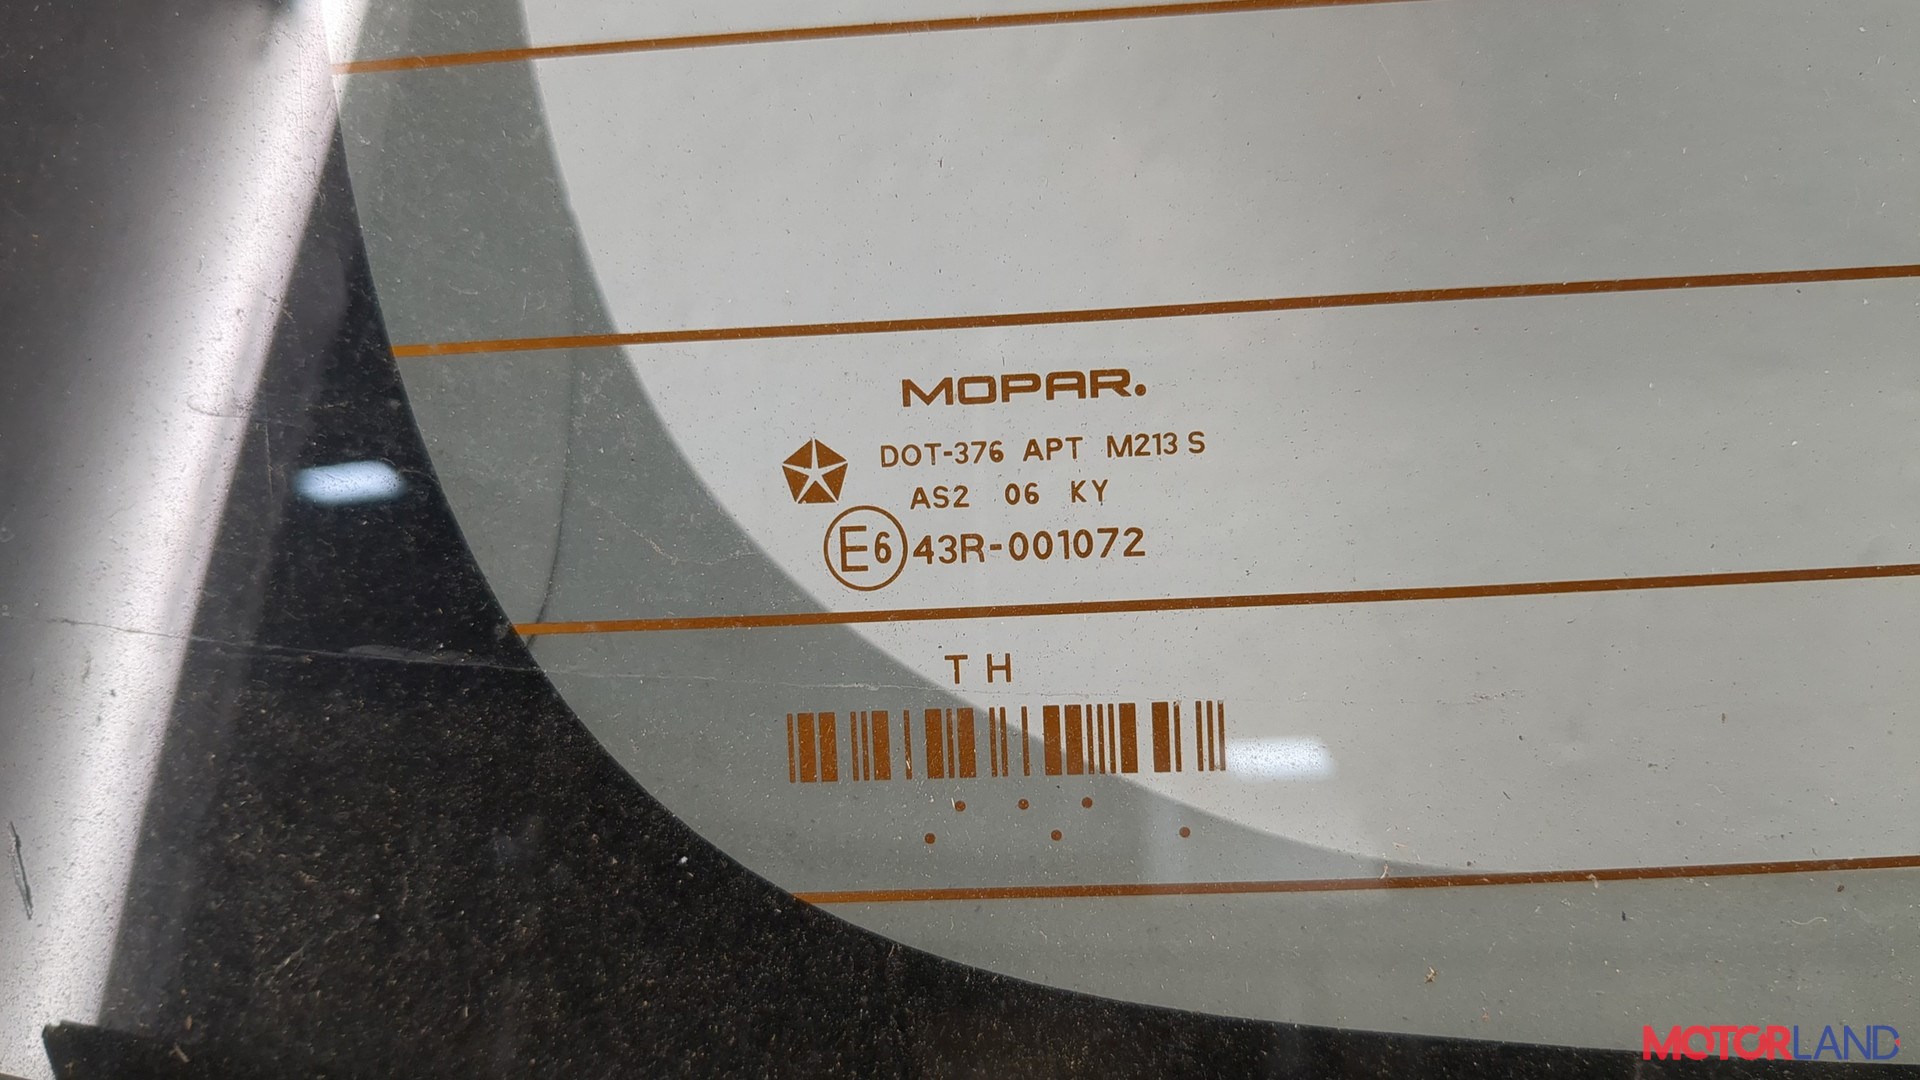 MOPAR.
DOT-376 APT M213 S
AS2 06 KY
E6 43R-001072
T H
MOTORLAND